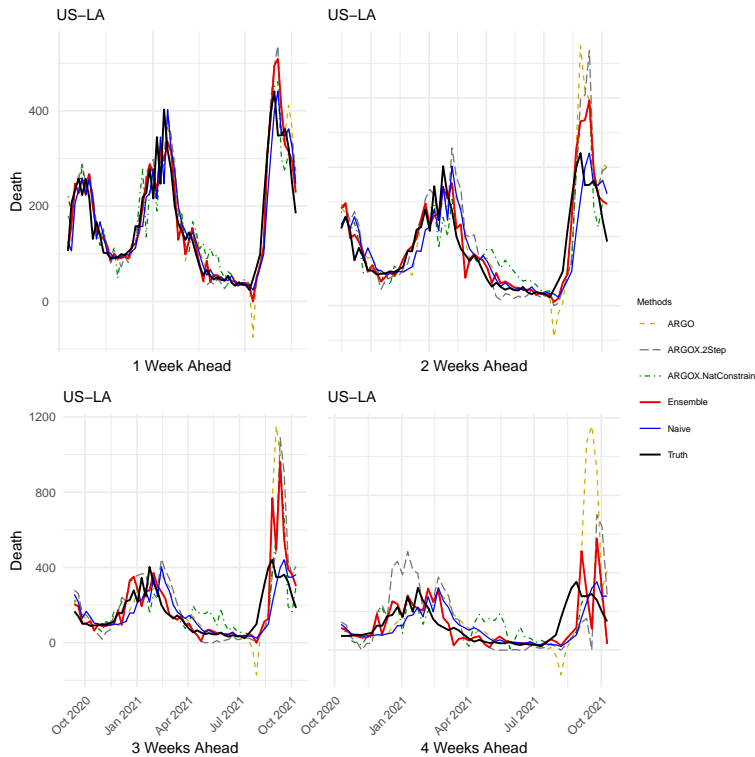 US-LA
US-LA
Death
400
200
0
1 Week Ahead
2 Weeks Ahead
Methods
ARGO
ARGOX.2Step
ARGOX.NatConstrain
Ensemble
Naive
Truth
US-LA
US-LA
Death
1200
800
400
0
Oct 2020
Jan 2021
Apr 2021
Jul 2021
Oct 2021
Oct 2020
Jan 2021
Apr 2021
Jul 2021
Oct 2021
3 Weeks Ahead
4 Weeks Ahead